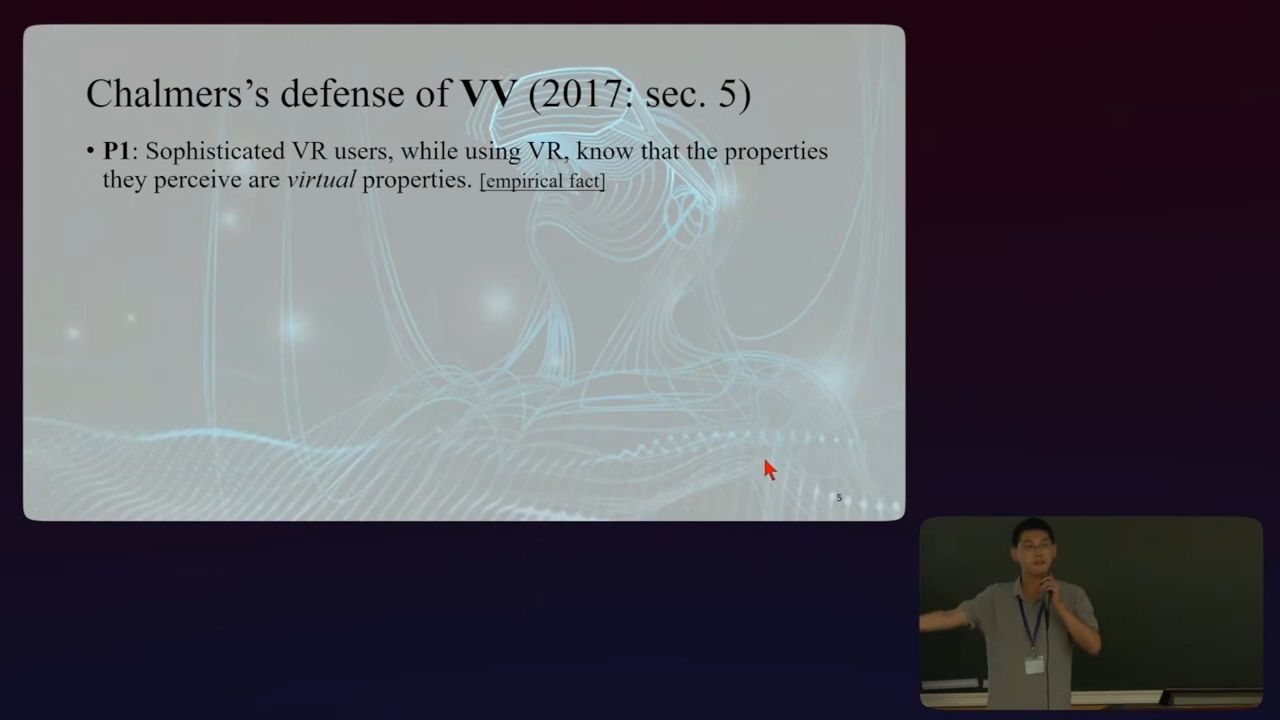 Chalmers's defense of VV (2017: sec. 5)
• P1: Sophisticated VR users, while using VR, know that the properties
they perceive are virtual properties. [empirical fact]
5